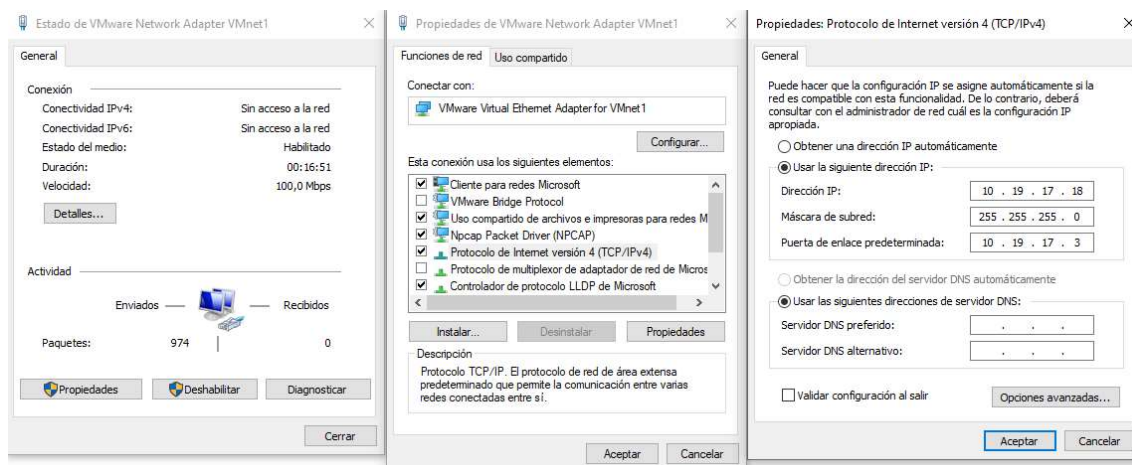 Estado de VMware Network Adapter VMnet1
General
Conexión
Conectividad IPv4: Sin acceso a la red
Conectividad IPv6: Sin acceso a la red
Estado del medio: Habilitado
Duración: 00:16:51
Velocidad: 100,0 Mbps
Detalles...
Actividad
Enviados — Recibidos
Paquetes: 974 | 0
Propiedades Deshabilitar Diagnosticar
Cerrar
Propiedades de VMware Network Adapter VMnet1
Funciones de red Uso compartido
Conectar con:
VMware Virtual Ethernet Adapter for VMnet1
Configurar...
Esta conexión usa los siguientes elementos:
Cliente para redes Microsoft
VMware Bridge Protocol
Uso compartido de archivos e impresoras para redes M
Npcap Packet Driver (NPCAP)
Protocolo de Internet versión 4 (TCP/IPv4)
Protocolo de multiplexor de adaptador de red de Micros
Controlador de protocolo LLDP de Microsoft
Instalar... Desinstalar Propiedades
Descripción
Protocolo TCP/IP. El protocolo de red de área extensa
predeterminado que permite la comunicación entre varias
redes conectadas entre sí.
Aceptar Cancelar
Propiedades: Protocolo de Internet versión 4 (TCP/IPv4)
General
Puede hacer que la configuración IP se asigne automáticamente si la
red es compatible con esta funcionalidad. De lo contrario, deberá
consultar con el administrador de red cuál es la configuración IP
apropiada.
Obtener una dirección IP automáticamente
Usar la siguiente dirección IP:
Dirección IP: 10 . 19 . 17 . 18
Máscara de subred: 255 . 255 . 255 . 0
Puerta de enlace predeterminada: 10 . 19 . 17 . 3
Obtener la dirección del servidor DNS automáticamente
Usar las siguientes direcciones de servidor DNS:
Servidor DNS preferido: . . .
Servidor DNS alternativo: . . .
Validar configuración al salir
Opciones avanzadas...
Aceptar Cancelar